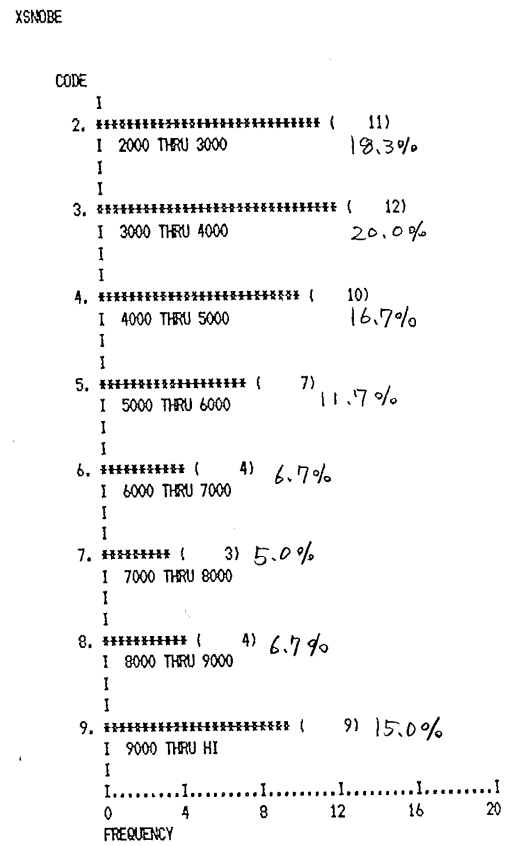 XSNOBE
CODE
I
2. **************************** ( 11)
I 2000 THRU 3000 18.3%
I
I
3. ****************************** ( 12)
I 3000 THRU 4000 20.0%
I
I
4. ************************* ( 10)
I 4000 THRU 5000 16.7%
I
I
5. ****************** ( 7) 11.7%
I 5000 THRU 6000
I
I
6. *********** ( 4) 6.7%
I 6000 THRU 7000
I
I
7. ********* ( 3) 5.0%
I 7000 THRU 8000
I
I
8. *********** ( 4) 6.7%
I 8000 THRU 9000
I
I
9. *********************** ( 9) 15.0%
I 9000 THRU HI
I
I.........I.........I.........I.........I.........I
0 4 8 12 16 20
FREQUENCY